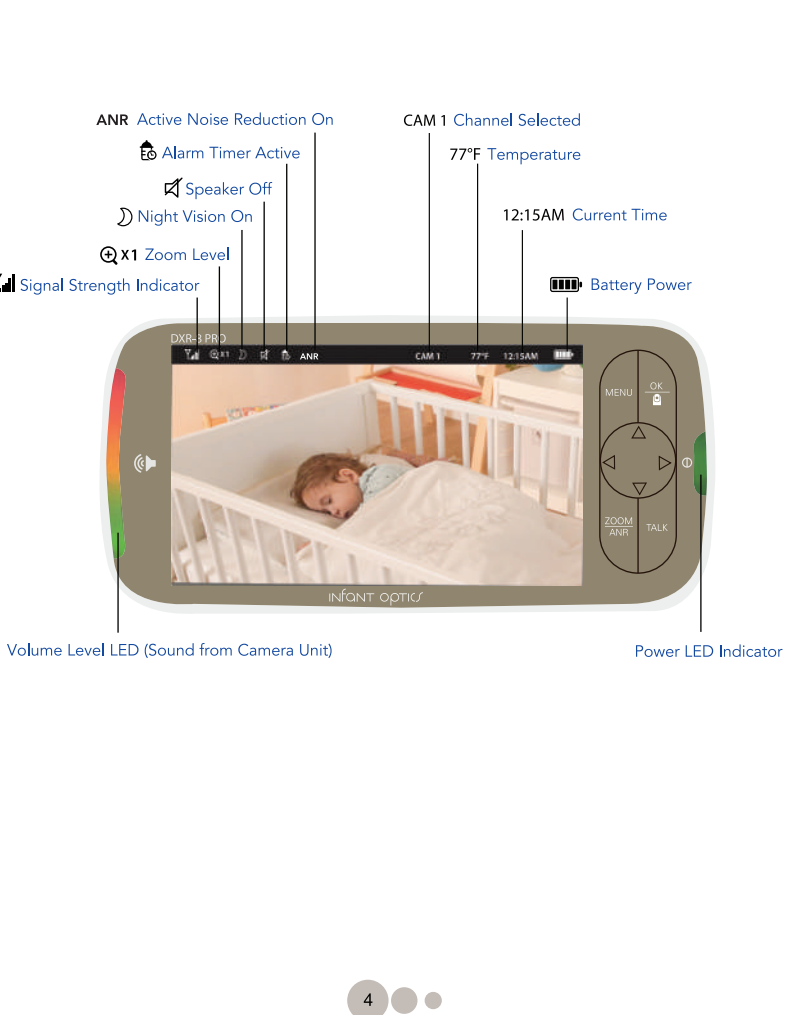 ANR Active Noise Reduction On
CAM 1 Channel Selected
Alarm Timer Active
77°F Temperature
Speaker Off
Night Vision On
12:15AM Current Time
X1 Zoom Level
Signal Strength Indicator
Battery Power
DXR-8 PRO
X1 ANR CAM 1 77°F 12:15AM
MENU
OK
ZOOM
ANR
TALK
INFANT OPTICS
Volume Level LED (Sound from Camera Unit)
Power LED Indicator
4